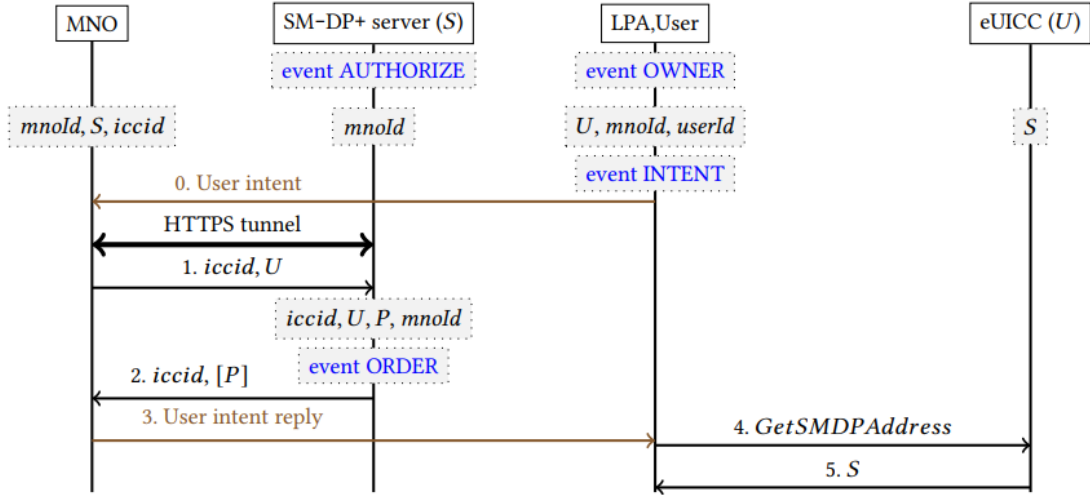 MNO
SM-DP+ server (S)
LPA,User
eUICC (U)
event AUTHORIZE
event OWNER
mnoId, S, iccid
mnoId
U, mnoId, userId
S
event INTENT
0. User intent
HTTPS tunnel
1. iccid, U
iccid, U, P, mnoId
event ORDER
2. iccid, [P]
3. User intent reply
4. GetSMDPAddress
5. S